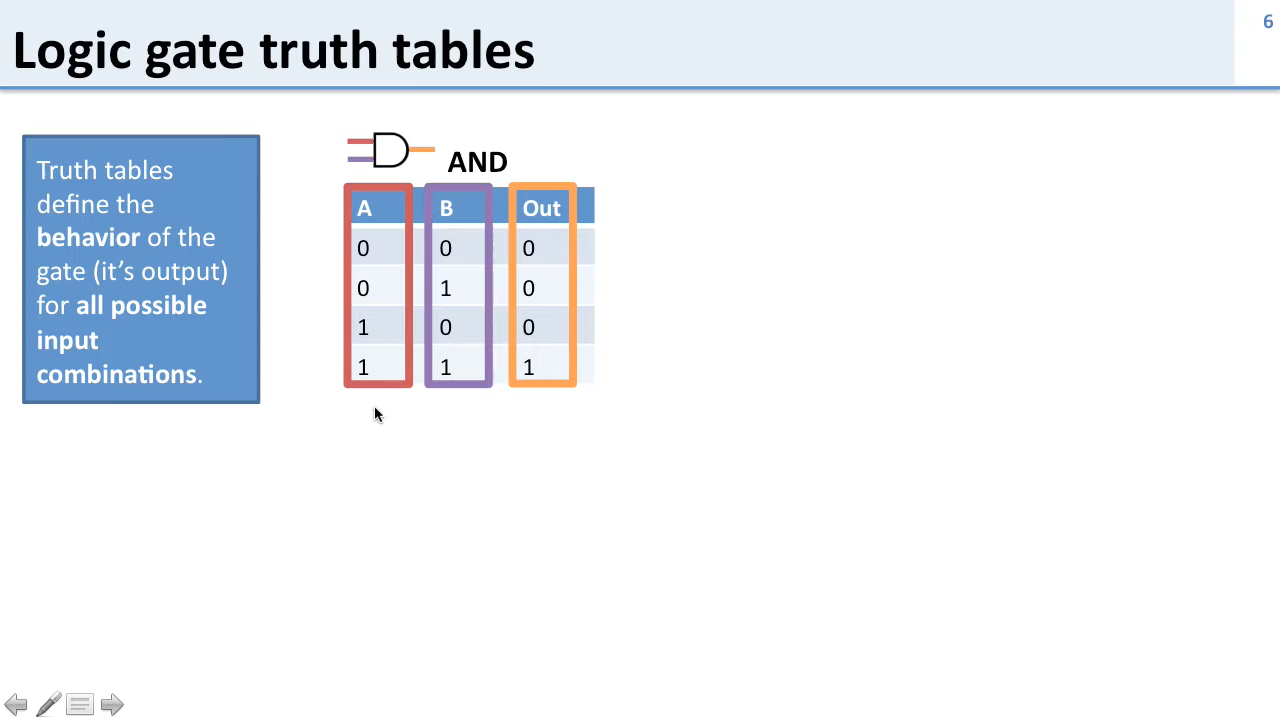 Logic gate truth tables
6
Truth tables
define the
behavior of the
gate (it’s output)
for all possible
input
combinations.
AND
A B Out
0 0 0
0 1 0
1 0 0
1 1 1